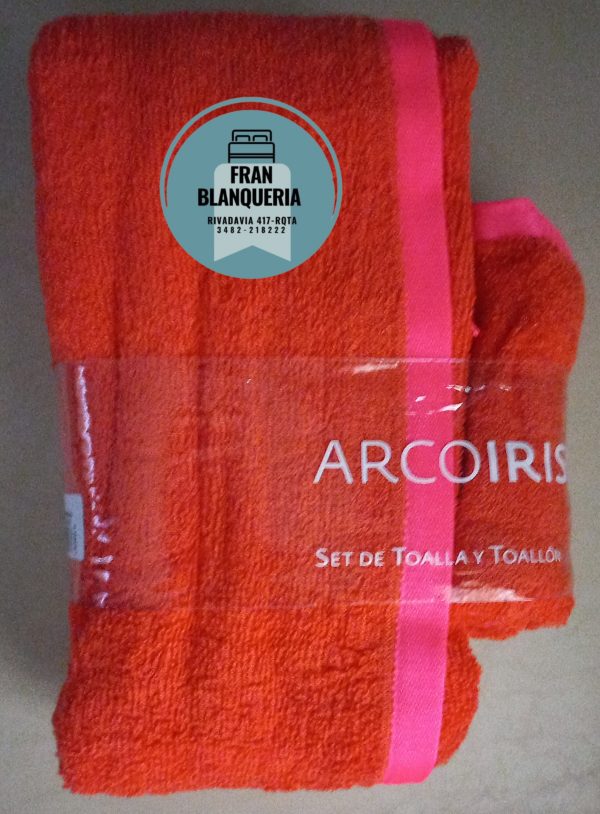 FRAN
BLANQUERIA
RIVADAVIA 417-RQTA
3482-218222
ARCOIRIS
SET DE TOALLA Y TOALLÓN